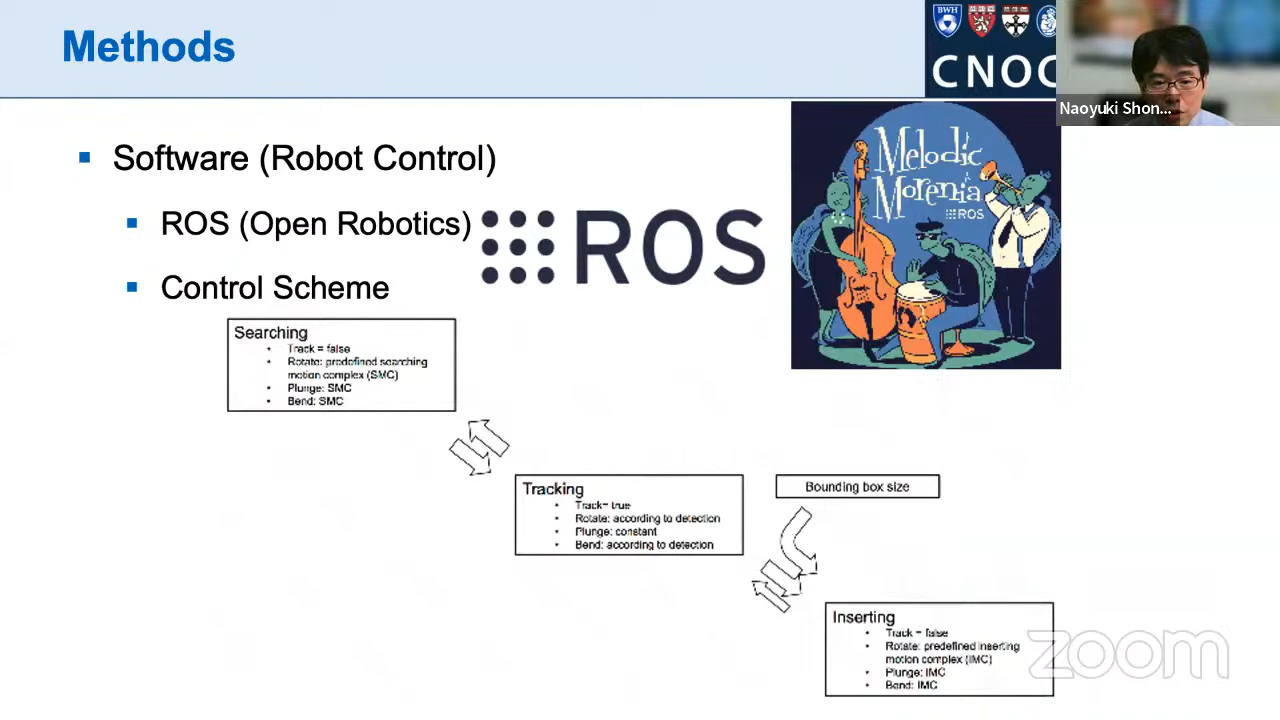 Methods
BWH
CNOC
Naoyuki Shon...
Software (Robot Control)
ROS (Open Robotics)
ROS
Control Scheme
Melodic
Morenia
ROS
Searching
Track = false
Rotate: predefined searching
motion complex (SMC)
Plunge: SMC
Bend: SMC
Tracking
Track= true
Rotate: according to detection
Plunge: constant
Bend: according to detection
Bounding box size
Inserting
Track = false
Rotate: predefined inserting
motion complex (IMC)
Plunge: IMC
Bend: IMC
zoom